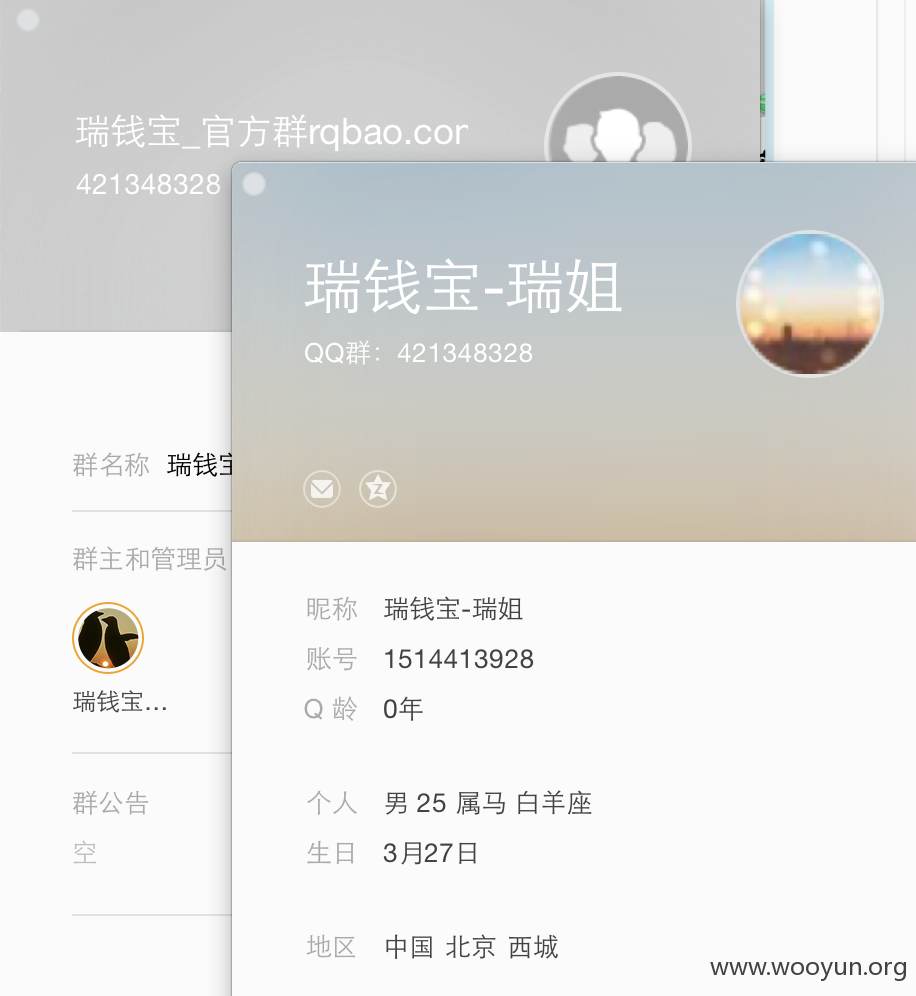 瑞钱宝_官方群rqbao.cor
421348328
瑞钱宝-瑞姐
QQ群：421348328
群名称 瑞钱宝
群主和管理员
瑞钱宝...
群公告
空
昵称 瑞钱宝-瑞姐
账号 1514413928
Q 龄 0年
个人 男 25 属马 白羊座
生日 3月27日
地区 中国 北京 西城
www.wooyun.org